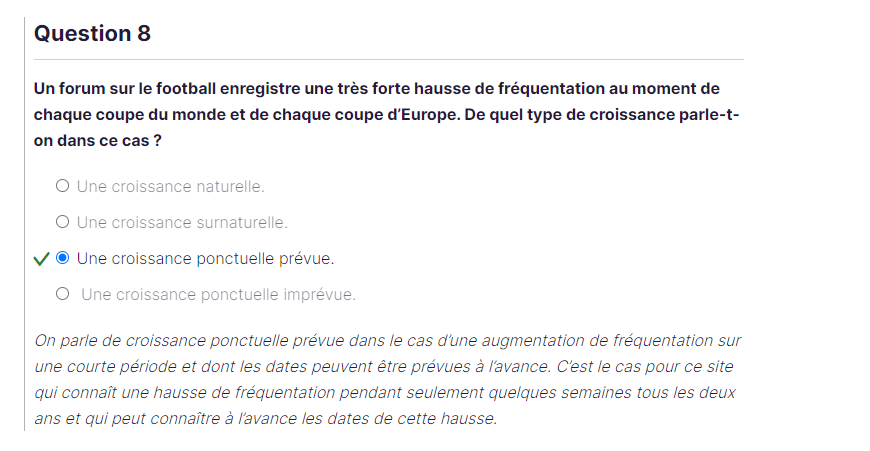 Question 8
Un forum sur le football enregistre une très forte hausse de fréquentation au moment de
chaque coupe du monde et de chaque coupe d’Europe. De quel type de croissance parle-t-
on dans ce cas ?
Une croissance naturelle.
Une croissance surnaturelle.
Une croissance ponctuelle prévue.
Une croissance ponctuelle imprévue.
On parle de croissance ponctuelle prévue dans le cas d’une augmentation de fréquentation sur
une courte période et dont les dates peuvent être prévues à l’avance. C’est le cas pour ce site
qui connaît une hausse de fréquentation pendant seulement quelques semaines tous les deux
ans et qui peut connaître à l’avance les dates de cette hausse.